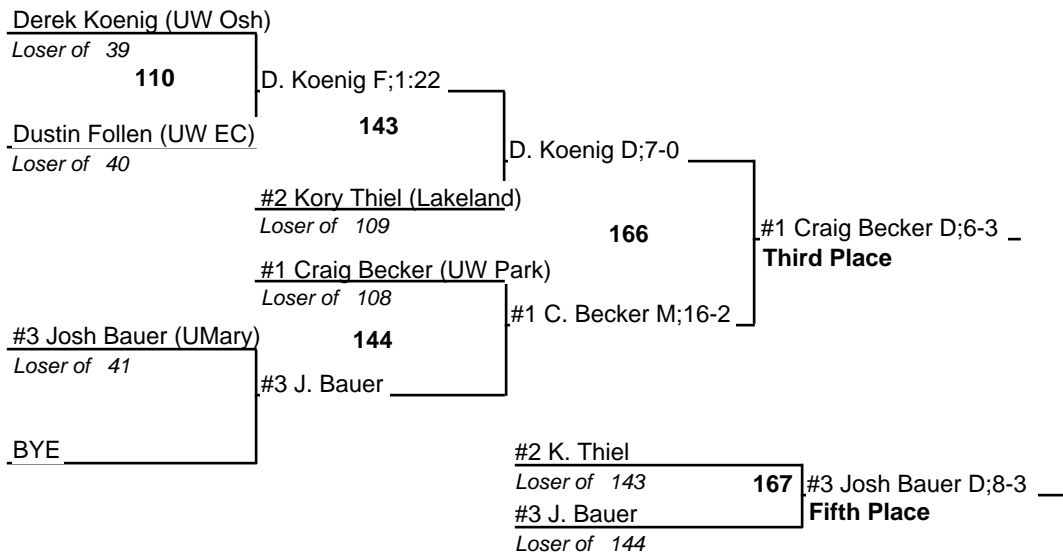 Derek Koenig (UW Osh)
Loser of 39
110
D. Koenig F;1:22
Dustin Follen (UW EC)
Loser of 40
143
D. Koenig D;7-0
#2 Kory Thiel (Lakeland)
Loser of 109
166
#1 Craig Becker D;6-3
Third Place
#1 Craig Becker (UW Park)
Loser of 108
#1 C. Becker M;16-2
#3 Josh Bauer (UMary)
Loser of 41
144
#3 J. Bauer
BYE
#2 K. Thiel
Loser of 143
167
#3 Josh Bauer D;8-3
Fifth Place
#3 J. Bauer
Loser of 144